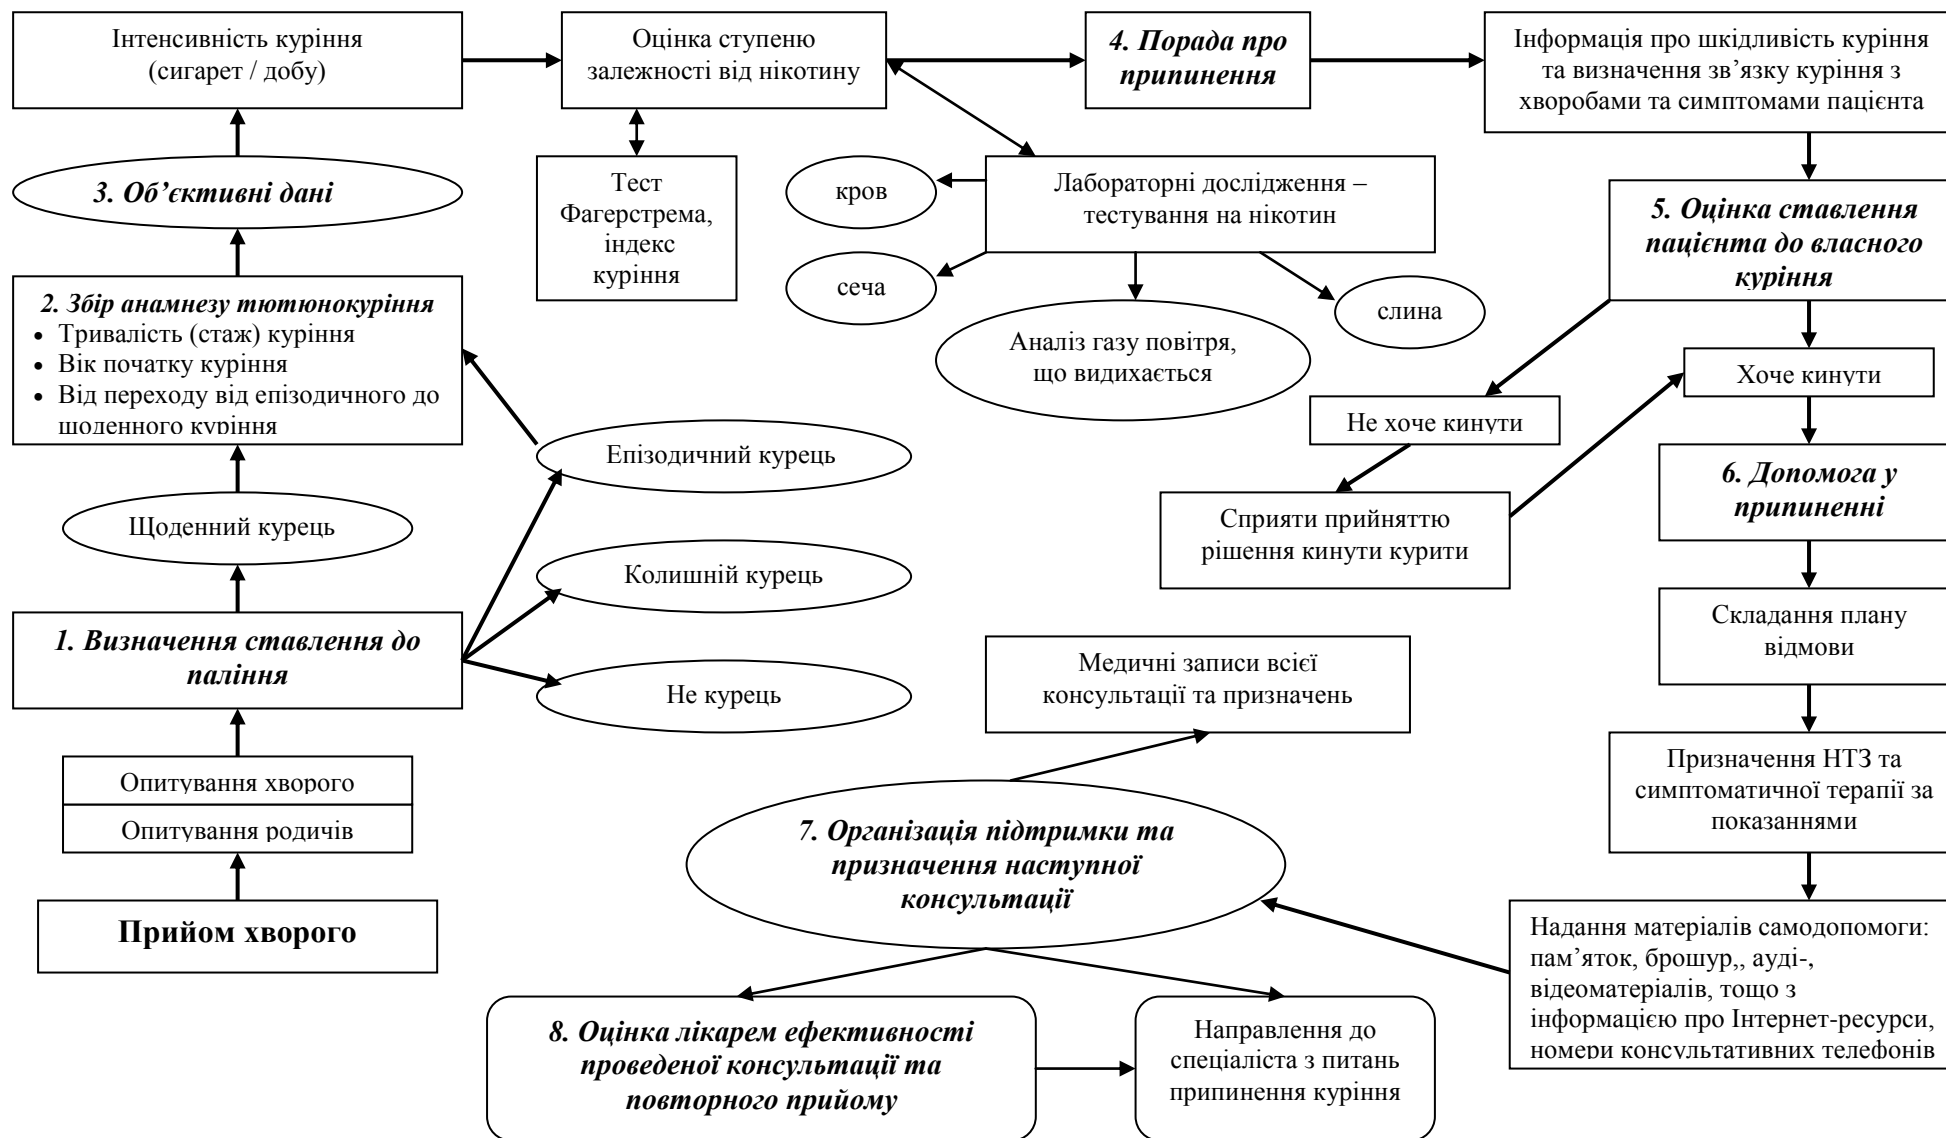 Інтенсивність куріння
(сигарет / добу)
Оцінка ступеню
залежності від нікотину
4. Порада про
припинення
Інформація про шкідливість куріння
та визначення зв’язку куріння з
хворобами та симптомами пацієнта
3. Об’єктивні дані
Тест
Фагерстрема,
індекс
куріння
кров
Лабораторні дослідження –
тестування на нікотин
сеча
слина
Аналіз газу повітря,
що видихається
5. Оцінка ставлення
пацієнта до власного
куріння
2. Збір анамнезу тютюнокуріння
• Тривалість (стаж) куріння
• Вік початку куріння
• Від переходу від епізодичного до
щоденного куріння
Хоче кинути
Не хоче кинути
Епізодичний курець
Сприяти прийняттю
рішення кинути курити
6. Допомога у
припиненні
Щоденний курець
Колишній курець
Складання плану
відмови
1. Визначення ставлення до
паління
Не курець
Медичні записи всієї
консультації та призначень
Опитування хворого
Опитування родичів
Призначення НТЗ та
симптоматичної терапії за
показаннями
7. Організація підтримки та
призначення наступної
консультації
Прийом хворого
Надання матеріалів самодопомоги:
пам’яток, брошур,, ауді-,
відеоматеріалів, тощо з
інформацією про Інтернет-ресурси,
номери консультативних телефонів
8. Оцінка лікарем ефективності
проведеної консультації та
повторного прийому
Направлення до
спеціаліста з питань
припинення куріння